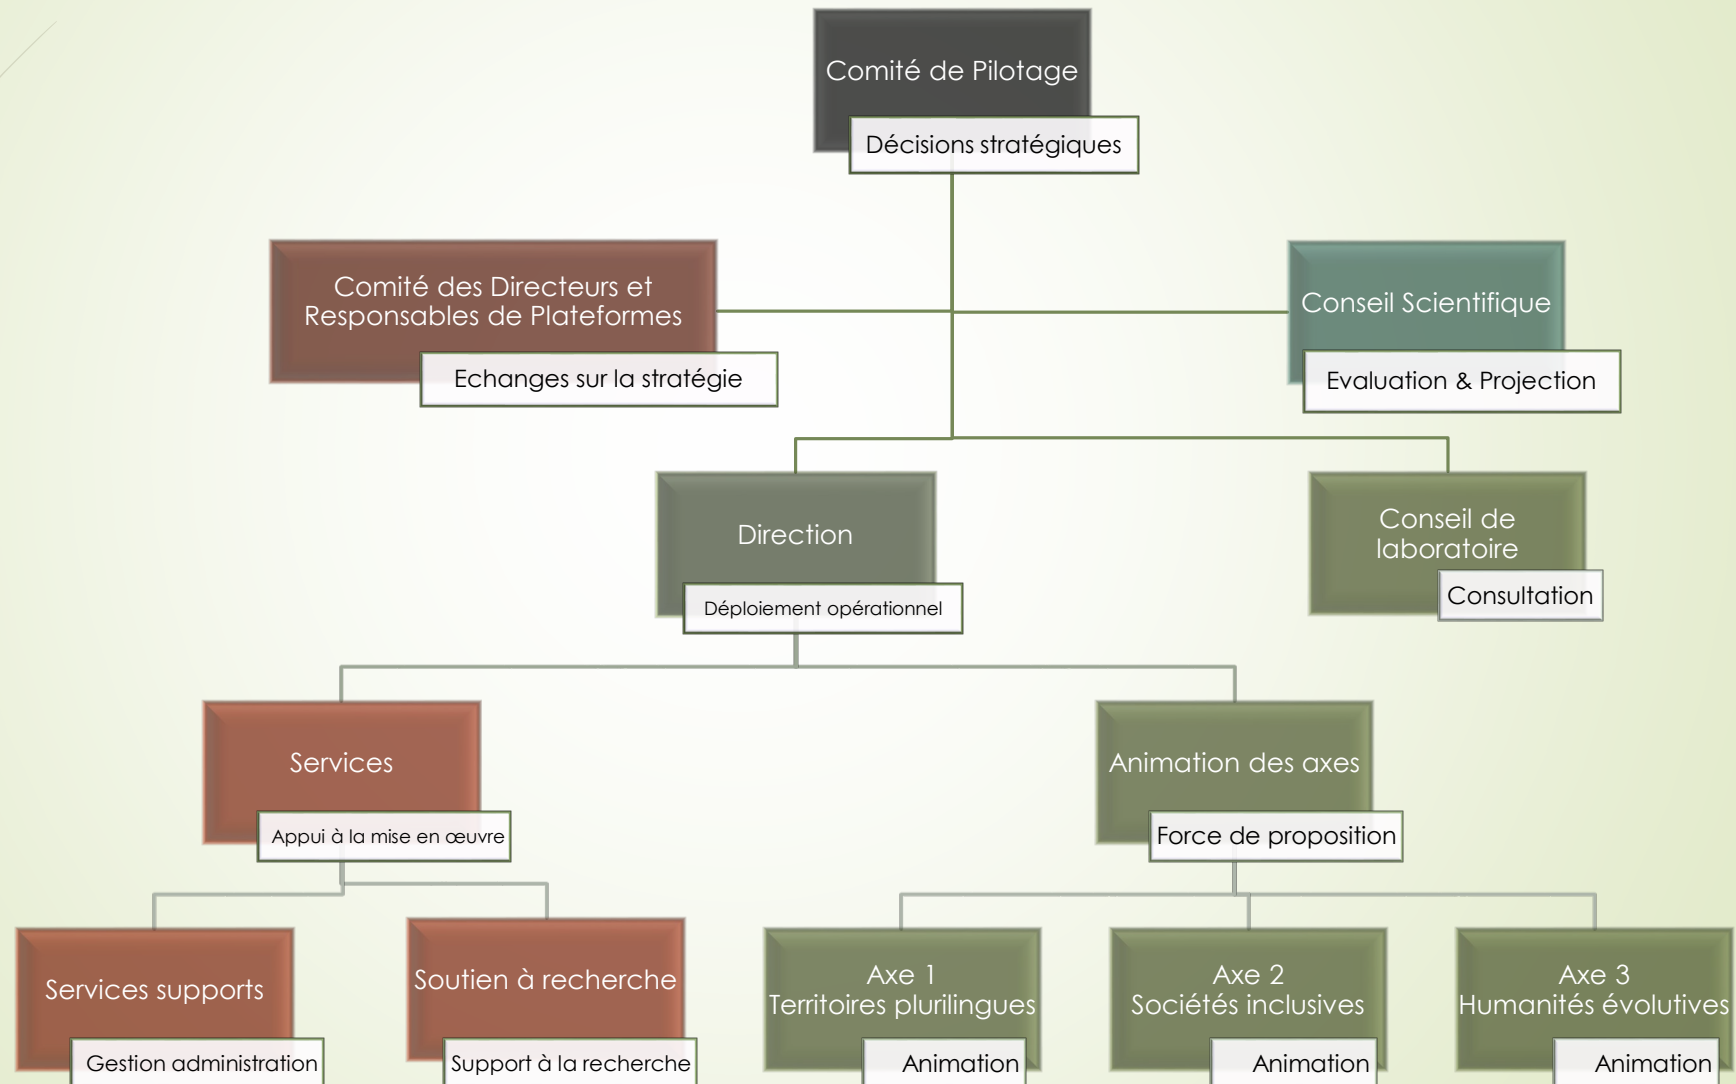 Comité de Pilotage
Décisions stratégiques
Comité des Directeurs et
Responsables de Plateformes
Echanges sur la stratégie
Conseil Scientifique
Evaluation & Projection
Direction
Déploiement opérationnel
Conseil de
laboratoire
Consultation
Services
Appui à la mise en œuvre
Animation des axes
Force de proposition
Services supports
Gestion administration
Soutien à recherche
Support à la recherche
Axe 1
Territoires plurilingues
Animation
Axe 2
Sociétés inclusives
Animation
Axe 3
Humanités évolutives
Animation